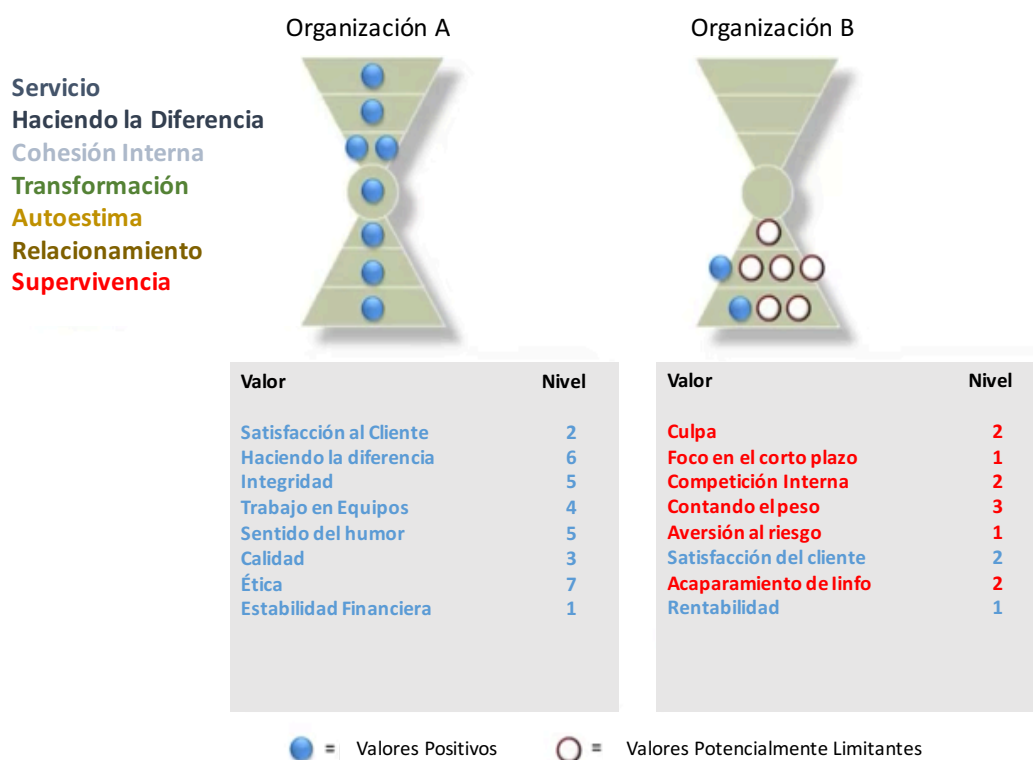 Organización A
Organización B
Servicio
Haciendo la Diferencia
Cohesión Interna
Transformación
Autoestima
Relacionamiento
Supervivencia
Valor Nivel
Satisfacción al Cliente 2
Haciendo la diferencia 6
Integridad 5
Trabajo en Equipos 4
Sentido del humor 5
Calidad 3
Ética 7
Estabilidad Financiera 1
Valor Nivel
Culpa 2
Foco en el corto plazo 1
Competición Interna 2
Contando el peso 3
Aversión al riesgo 1
Satisfacción del cliente 2
Acaparamiento de Iinfo 2
Rentabilidad 1
= Valores Positivos
= Valores Potencialmente Limitantes